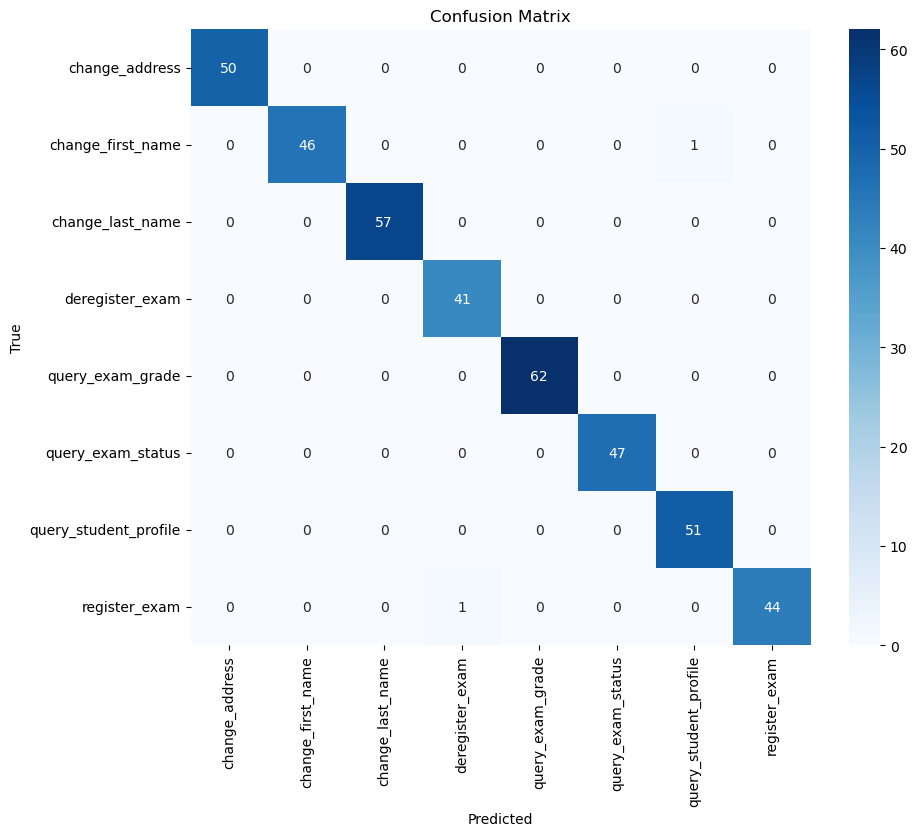 Confusion Matrix
True
change_address 50 0 0 0 0 0 0 0
change_first_name 0 46 0 0 0 0 1 0
change_last_name 0 0 57 0 0 0 0 0
deregister_exam 0 0 0 41 0 0 0 0
query_exam_grade 0 0 0 0 62 0 0 0
query_exam_status 0 0 0 0 0 47 0 0
query_student_profile 0 0 0 0 0 0 51 0
register_exam 0 0 0 1 0 0 0 44
change_address
change_first_name
change_last_name
deregister_exam
query_exam_grade
query_exam_status
query_student_profile
register_exam
Predicted
60
50
40
30
20
10
0